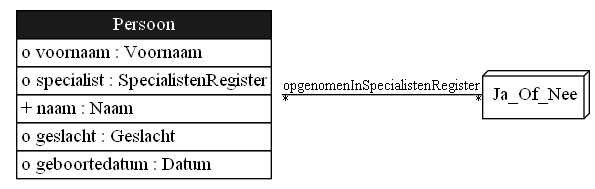 Persoon
o voornaam : Voornaam
o specialist : SpecialistenRegister
+ naam : Naam
o geslacht : Geslacht
o geboortedatum : Datum
opgenomenInSpecialistenRegister
* *
Ja_Of_Nee